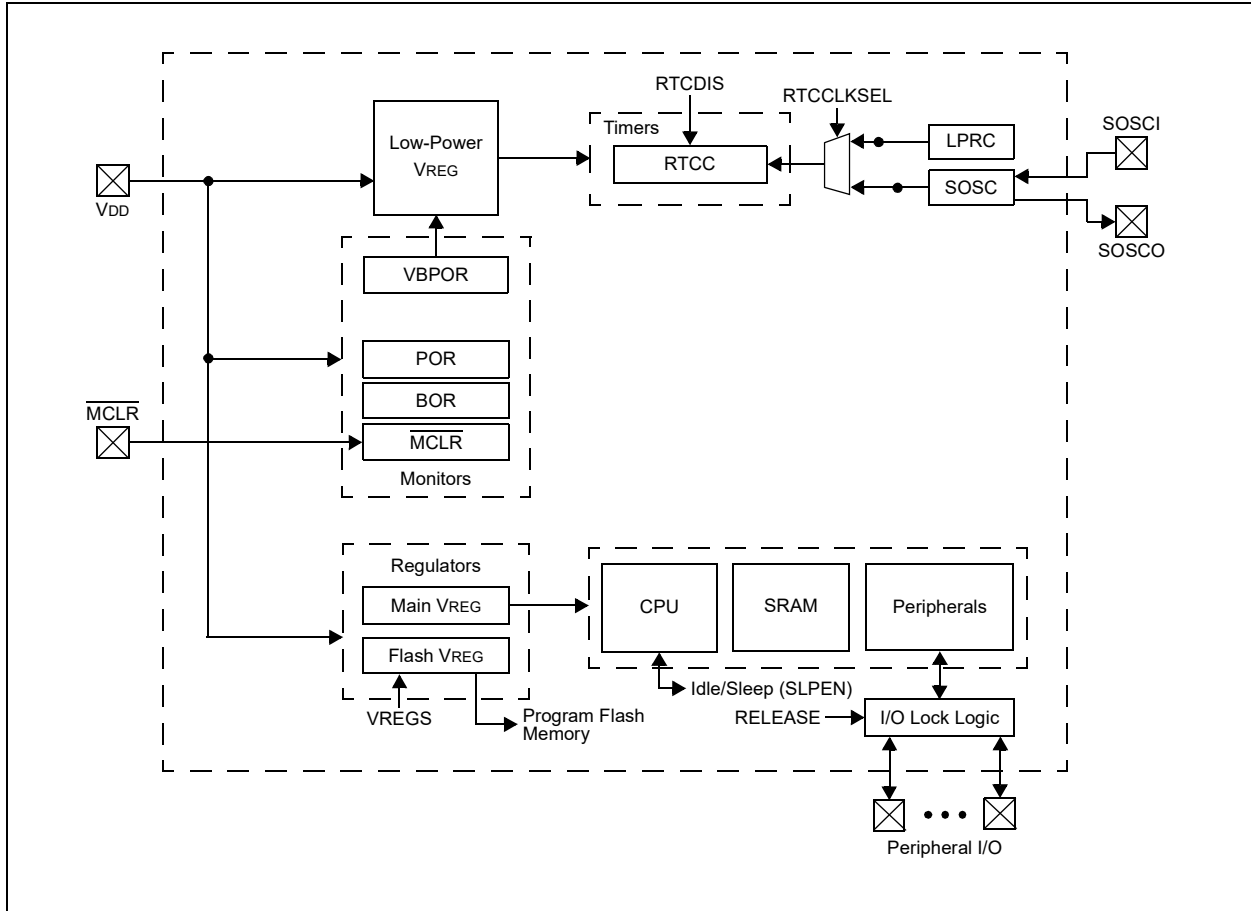 RTCDIS
RTCCLKSEL
Timers
Low-Power
VREG
RTCC
LPRC
SOSC
SOSCI
SOSCO
VDD
VBPOR
POR
BOR
MCLR
MCLR
Monitors
Regulators
Main VREG
Flash VREG
VREGS
Program Flash
Memory
CPU
SRAM
Peripherals
Idle/Sleep (SLPEN)
RELEASE
I/O Lock Logic
Peripheral I/O